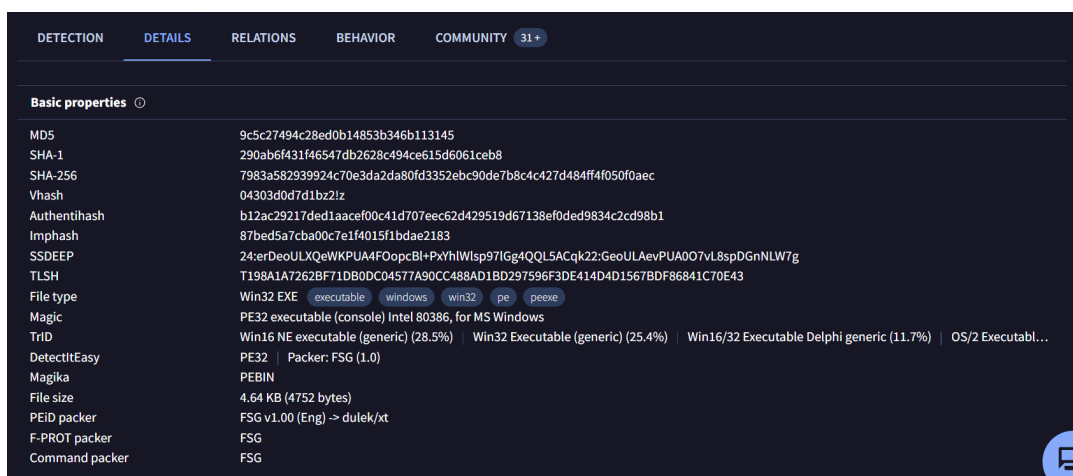 DETECTION DETAILS RELATIONS BEHAVIOR COMMUNITY 31+
Basic properties
MD5 9c5c27494c28ed0b14853b346b113145
SHA-1 290ab6f431f46547db2628c494ce615d6061ceb8
SHA-256 7983a582939924c70e3da2da80fd3352ebc90de7b8c4c427d484ff4f050f0aec
Vhash 04303d0d7d1bz2!z
Authentihash b12ac29217ded1aacef00c41d707eec62d429519d67138ef0ded9834c2cd98b1
Imphash 87bed5a7cba00c7e1f4015f1bdae2183
SSDEEP 24:erDeoULXQeWKPUA4FOopcBl+PxYhlWlsp97lGg4QQL5ACqk22:GeoULAevPUA0O7vL8spDGnNLW7g
TLSH T198A1A7262BF71DB0DC04577A90CC488AD1BD297596F3DE414D4D1567BDF86841C70E43
File type Win32 EXE executable windows win32 pe peexe
Magic PE32 executable (console) Intel 80386, for MS Windows
TrID Win16 NE executable (generic) (28.5%) | Win32 Executable (generic) (25.4%) | Win16/32 Executable Delphi generic (11.7%) | OS/2 Executabl...
DetectItEasy PE32 | Packer: FSG (1.0)
Magika PEBIN
File size 4.64 KB (4752 bytes)
PEiD packer FSG v1.00 (Eng) -> dulek/xt
F-PROT packer FSG
Command packer FSG